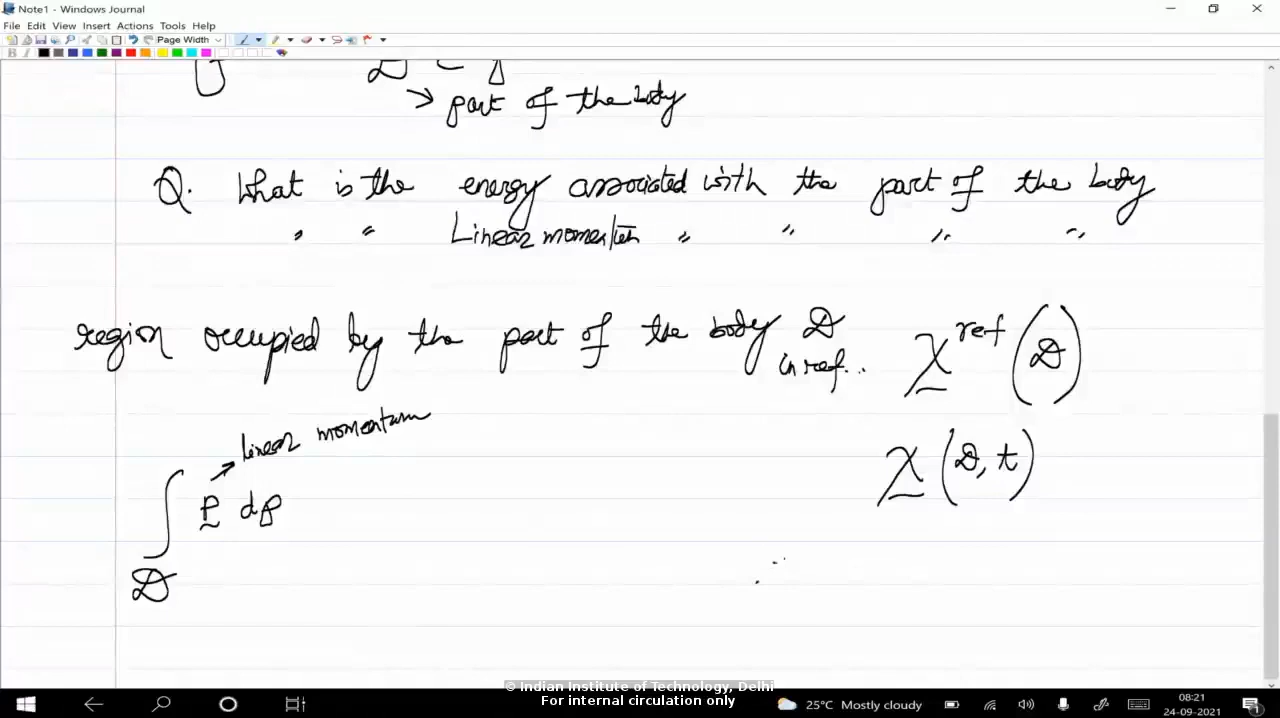 Note1 - Windows Journal
File Edit View Insert Actions Tools Help
Page Width
→ part of the body
Q. What is the energy associated with the part of the body
" " Linear momentum " " " "
region occupied by the part of the body D χ^ref (D)
in ref..
→ linear momentum
χ (D, t)
∫ P dp
D
© Indian Institute of Technology, Delhi
For internal circulation only
25°C Mostly cloudy
08:21
24-09-2021
1